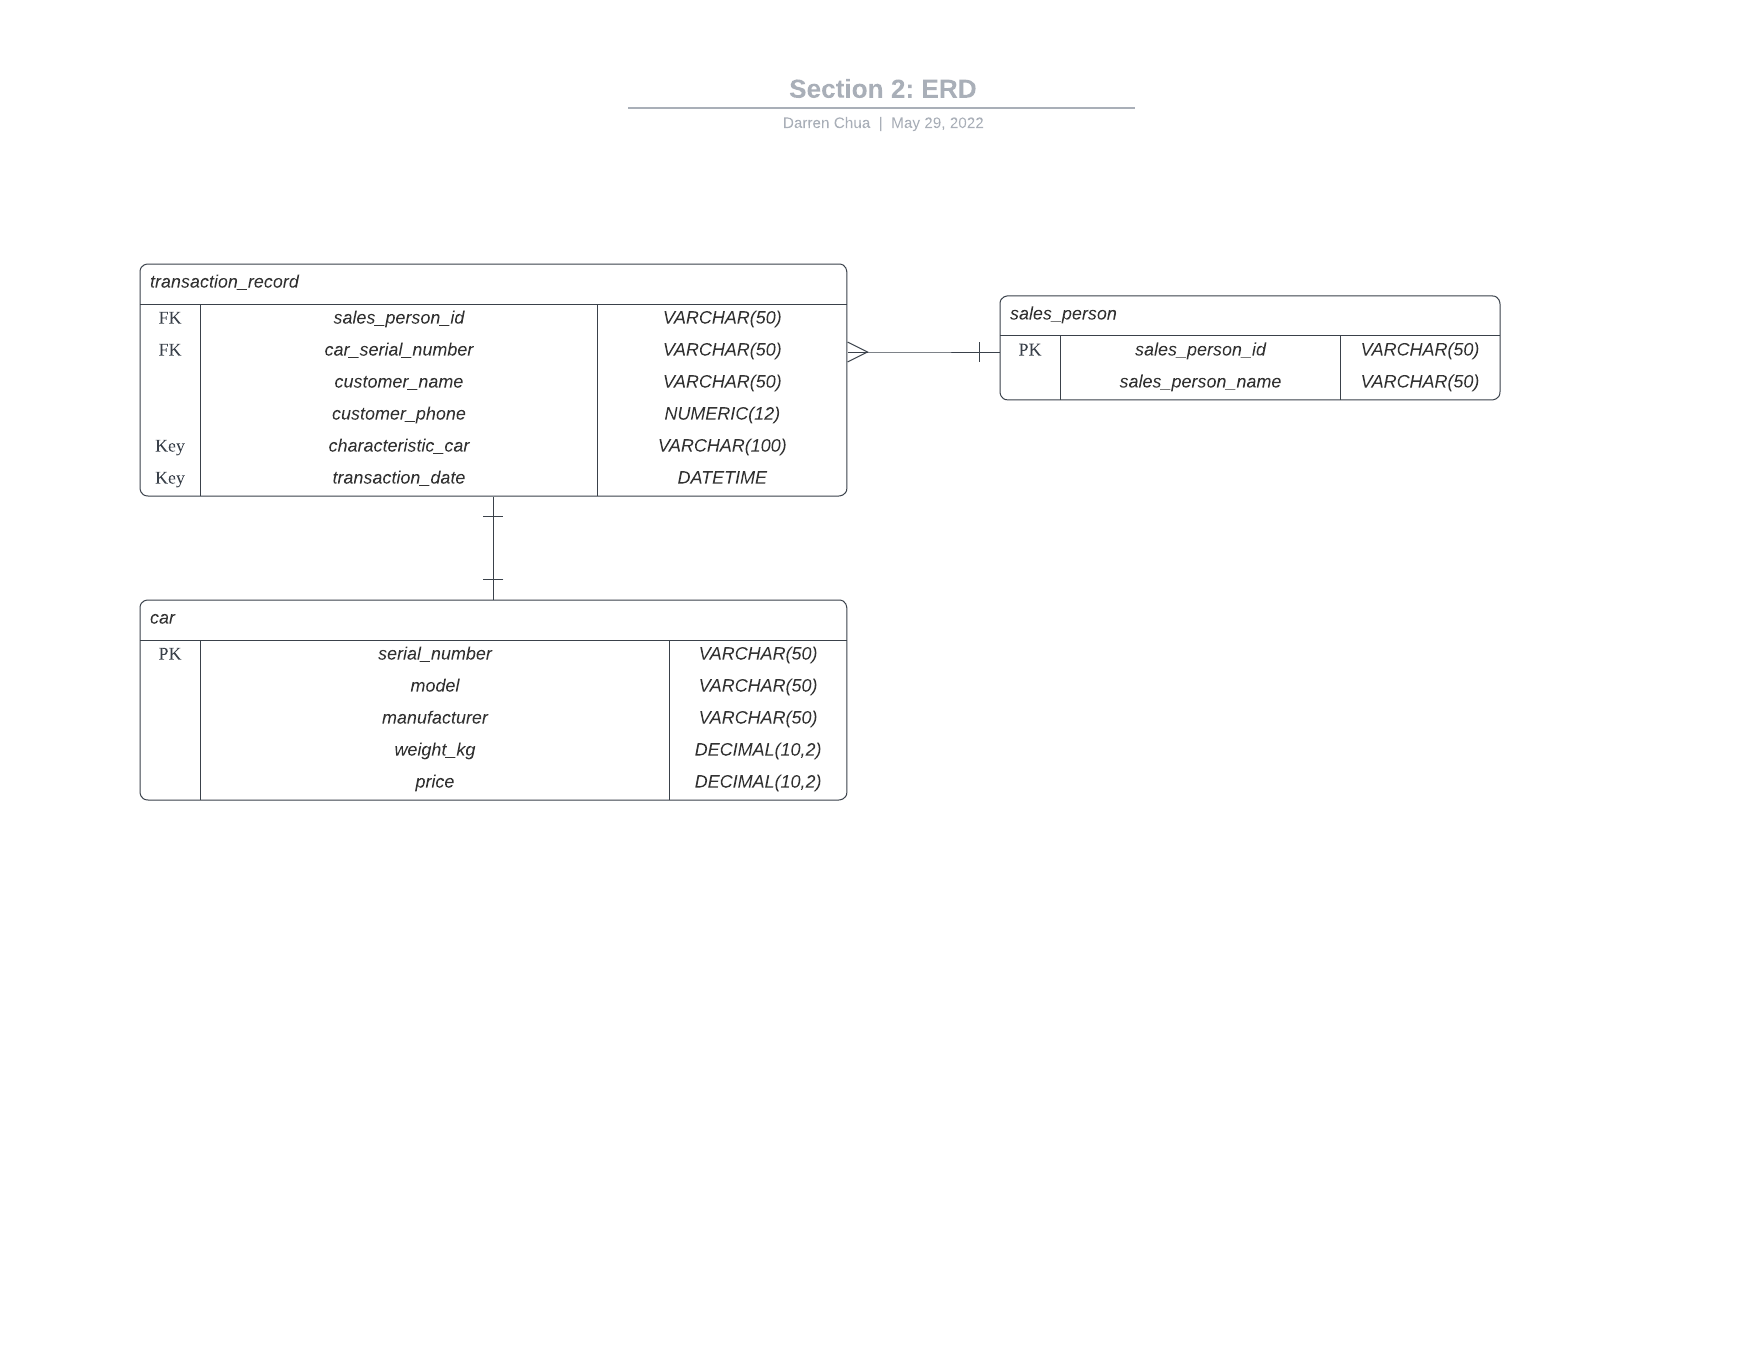 Section 2: ERD
Darren Chua | May 29, 2022
transaction_record
FK sales_person_id VARCHAR(50)
FK car_serial_number VARCHAR(50)
customer_name VARCHAR(50)
customer_phone NUMERIC(12)
Key characteristic_car VARCHAR(100)
Key transaction_date DATETIME
sales_person
PK sales_person_id VARCHAR(50)
sales_person_name VARCHAR(50)
car
PK serial_number VARCHAR(50)
model VARCHAR(50)
manufacturer VARCHAR(50)
weight_kg DECIMAL(10,2)
price DECIMAL(10,2)